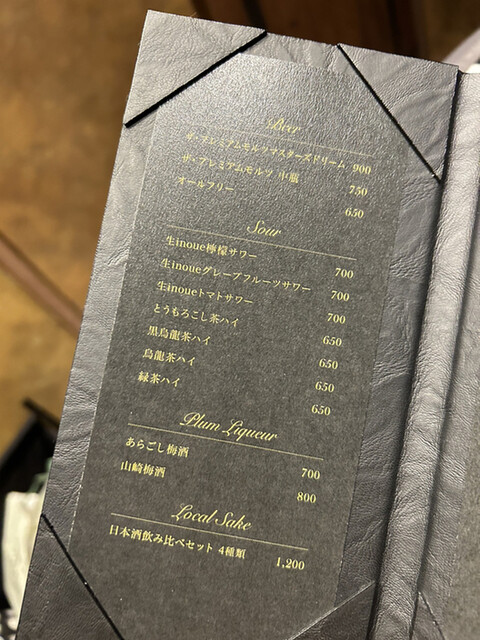 Beer
ザ・プレミアムモルツマスターズドリーム 900
ザ・プレミアムモルツ 中瓶 750
オールフリー 650
Sour
生inoue檸檬サワー 700
生inoueグレープフルーツサワー 700
生inoueトマトサワー 700
とうもろこし茶ハイ 650
黒烏龍茶ハイ 650
烏龍茶ハイ 650
緑茶ハイ 650
Plum Liqueur
あらごし梅酒 700
山崎梅酒 800
Local Sake
日本酒飲み比べセット 4種類 1,200